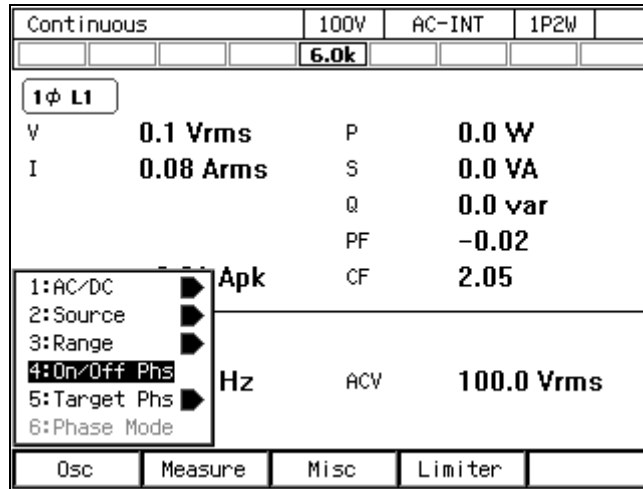 Continuous 100V AC-INT 1P2W
6.0k
1ϕ L1
V 0.1 Vrms P 0.0 W
I 0.08 Arms S 0.0 VA
Q 0.0 var
PF -0.02
Apk CF 2.05
1:AC/DC
2:Source
3:Range
4:On/Off Phs
Hz ACV 100.0 Vrms
5:Target Phs
6:Phase Mode
Osc Measure Misc Limiter